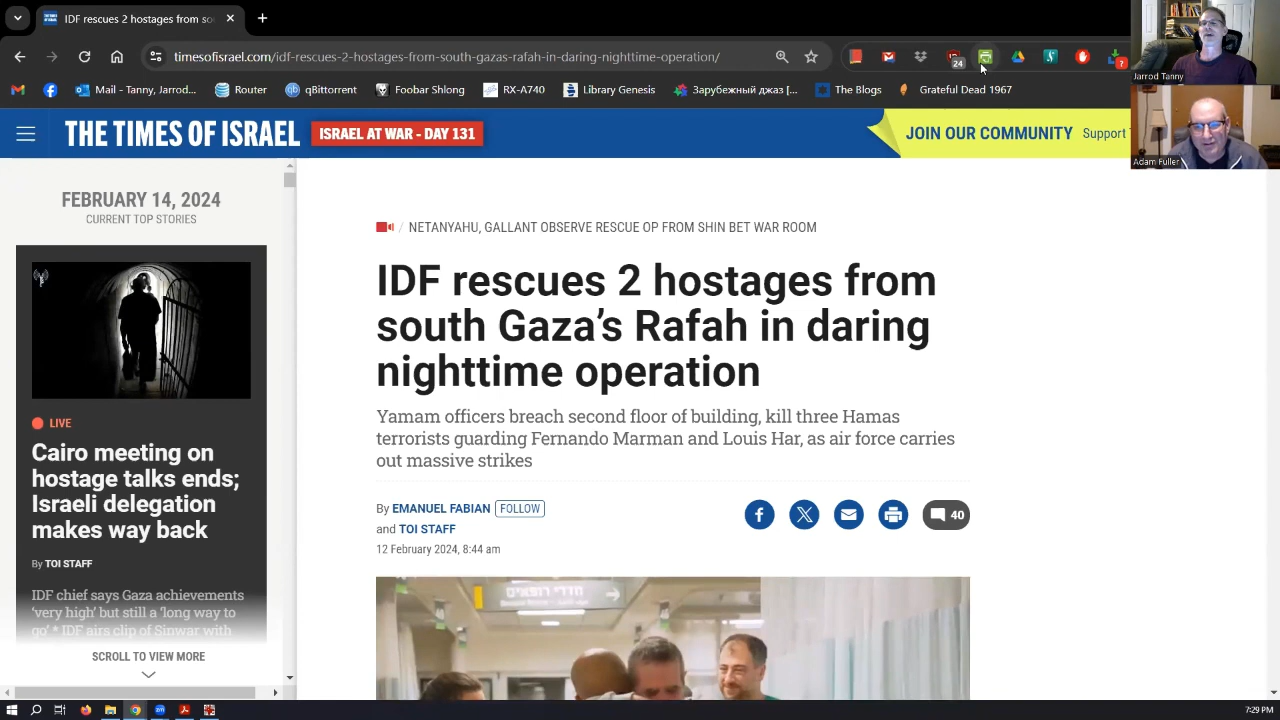 IDF rescues 2 hostages from so
timesofisrael.com/idf-rescues-2-hostages-from-south-gazas-rafah-in-daring-nighttime-operation/
24
?
Jarrod Tanny
Mail - Tanny, Jarrod...
Router
qBittorrent
Foobar Shlong
RX-A740
Library Genesis
Зарубежный джаз [...
The Blogs
Grateful Dead 1967
Adam Fuller
THE TIMES OF ISRAEL
ISRAEL AT WAR - DAY 131
JOIN OUR COMMUNITY Support
FEBRUARY 14, 2024
CURRENT TOP STORIES
LIVE
Cairo meeting on
hostage talks ends;
Israeli delegation
makes way back
By TOI STAFF
IDF chief says Gaza achievements
'very high' but still a 'long way to
go' * IDF airs clip of Sinwar with
SCROLL TO VIEW MORE
/ NETANYAHU, GALLANT OBSERVE RESCUE OP FROM SHIN BET WAR ROOM
IDF rescues 2 hostages from
south Gaza's Rafah in daring
nighttime operation
Yamam officers breach second floor of building, kill three Hamas
terrorists guarding Fernando Marman and Louis Har, as air force carries
out massive strikes
By EMANUEL FABIAN FOLLOW
and TOI STAFF
12 February 2024, 8:44 am
40
חדרי רופאים
7:29 PM